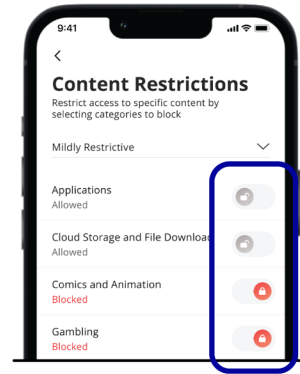 9:41
Content Restrictions
Restrict access to specific content by
selecting categories to block
Mildly Restrictive
Applications
Allowed
Cloud Storage and File Downloa
Allowed
Comics and Animation
Blocked
Gambling
Blocked